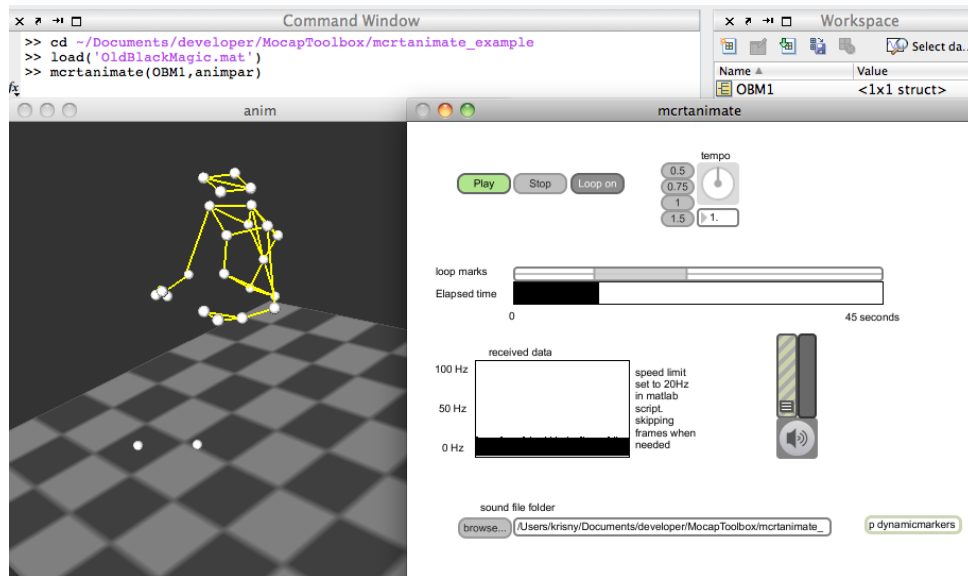 Command Window
>> cd ~/Documents/developer/MocapToolbox/mcrtanimate_example
>> load('OldBlackMagic.mat')
>> mcrtanimate(OBM1,animpar)
fx
Workspace
Select da..
Name Value
OBM1 <1x1 struct>
anim
mcrtanimate
Play Stop Loop on
tempo
0.5
0.75
1
1.5
1.
loop marks
Elapsed time
0 45 seconds
received data
100 Hz
50 Hz
0 Hz
speed limit
set to 20Hz
in matlab
script.
skipping
frames when
needed
sound file folder
browse... /Users/krisny/Documents/developer/MocapToolbox/mcrtanimate_
p dynamicmarkers